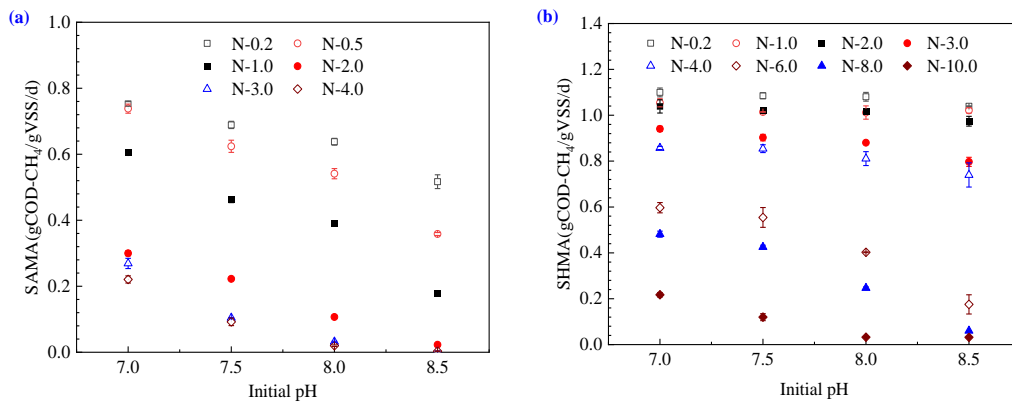 (a)
1.0
0.8
0.6
0.4
0.2
0.0
SAMA(gCOD-CH₄/gVSS/d)
N-0.2 N-0.5
N-1.0 N-2.0
N-3.0 N-4.0
7.0 7.5 8.0 8.5
Initial pH
(b)
1.4
1.2
1.0
0.8
0.6
0.4
0.2
0.0
SHMA(gCOD-CH₄/gVSS/d)
N-0.2 N-1.0 N-2.0 N-3.0
N-4.0 N-6.0 N-8.0 N-10.0
7.0 7.5 8.0 8.5
Initial pH